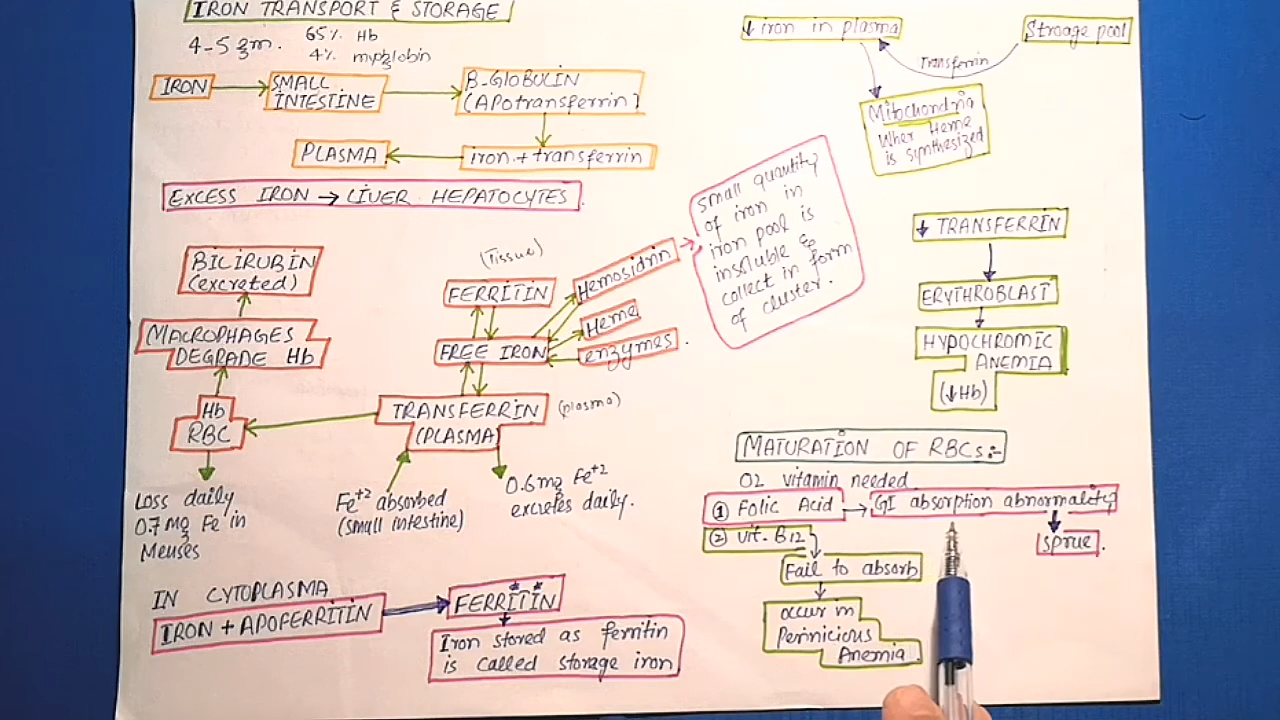 IRON TRANSPORT & STORAGE
4-5 gm.
65% Hb
4% myoglobin
IRON
SMALL
INTESTINE
B-GLOBULIN
(APOtransferrin)
iron + transferrin
PLASMA
EXCESS IRON → LIVER HEPATOCYTES
BILIRUBIN
(excreted)
MACROPHAGES
DEGRADE Hb
Hb
RBC
Loss daily
0.7 mg Fe in
Menses
(Tissue)
FERRITIN
FREE IRON
Hemosidrin
Heme
enzymes.
TRANSFERRIN
(PLASMA)
(plasma)
Fe+2 absorbed
(small intestine)
0.6mg Fe+2
excretes daily.
small quantity
of iron in
iron pool is
insoluble &
collect in form
of cluster.
IN CYTOPLASMA
IRON + APOFERRITIN
FERRITIN
Iron stored as ferritin
is called storage iron
↓ iron in plasma
Stroage pool
Transferrin
Mitochondria
Wher Heme
is synthesized
↓ TRANSFERRIN
ERYTHROBLAST
HYPOCHROMIC
ANEMIA
(↓Hb)
MATURATION OF RBCs:-
02 vitamin needed
① Folic Acid → GI absorption abnormality
② vit. B12
Sprue.
Fail to absorb
occur in
Perinicious
Anemia.